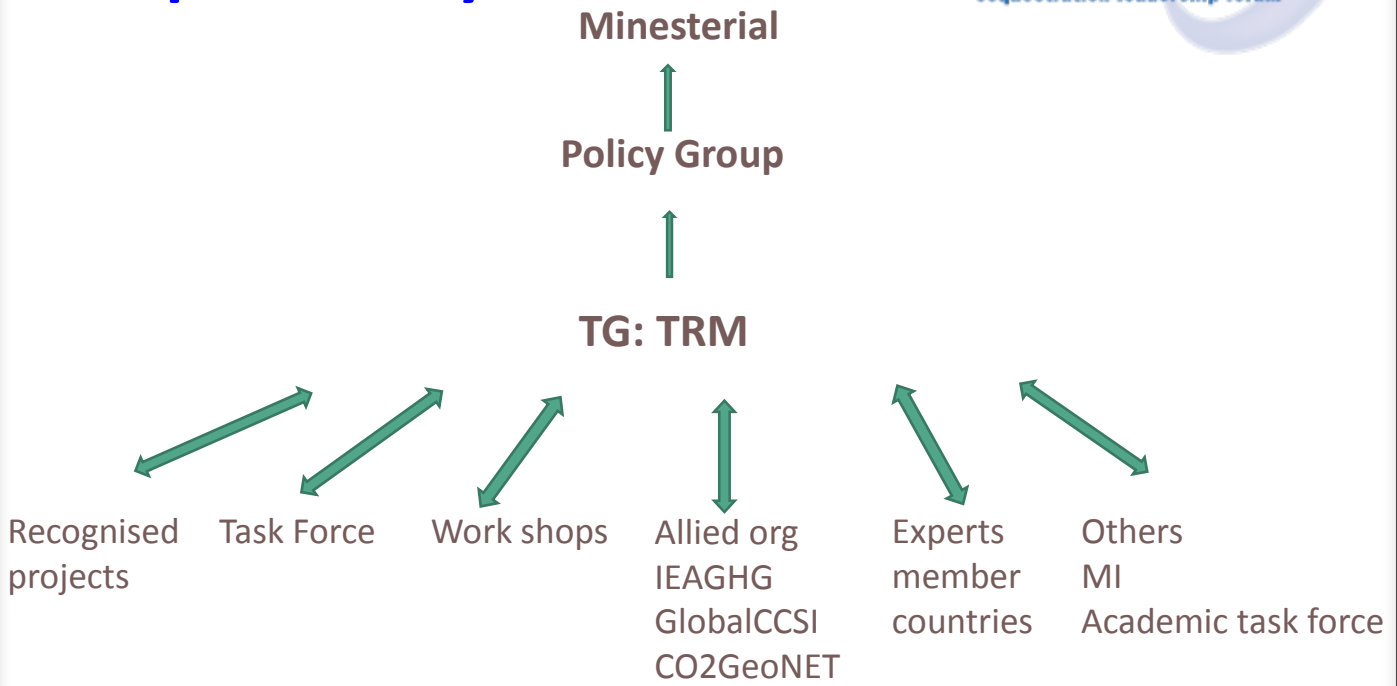 Minesterial
Policy Group
TG: TRM
Recognised
projects
Task Force
Work shops
Allied org
IEAGHG
GlobalCCSI
CO2GeoNET
Experts
member
countries
Others
MI
Academic task force